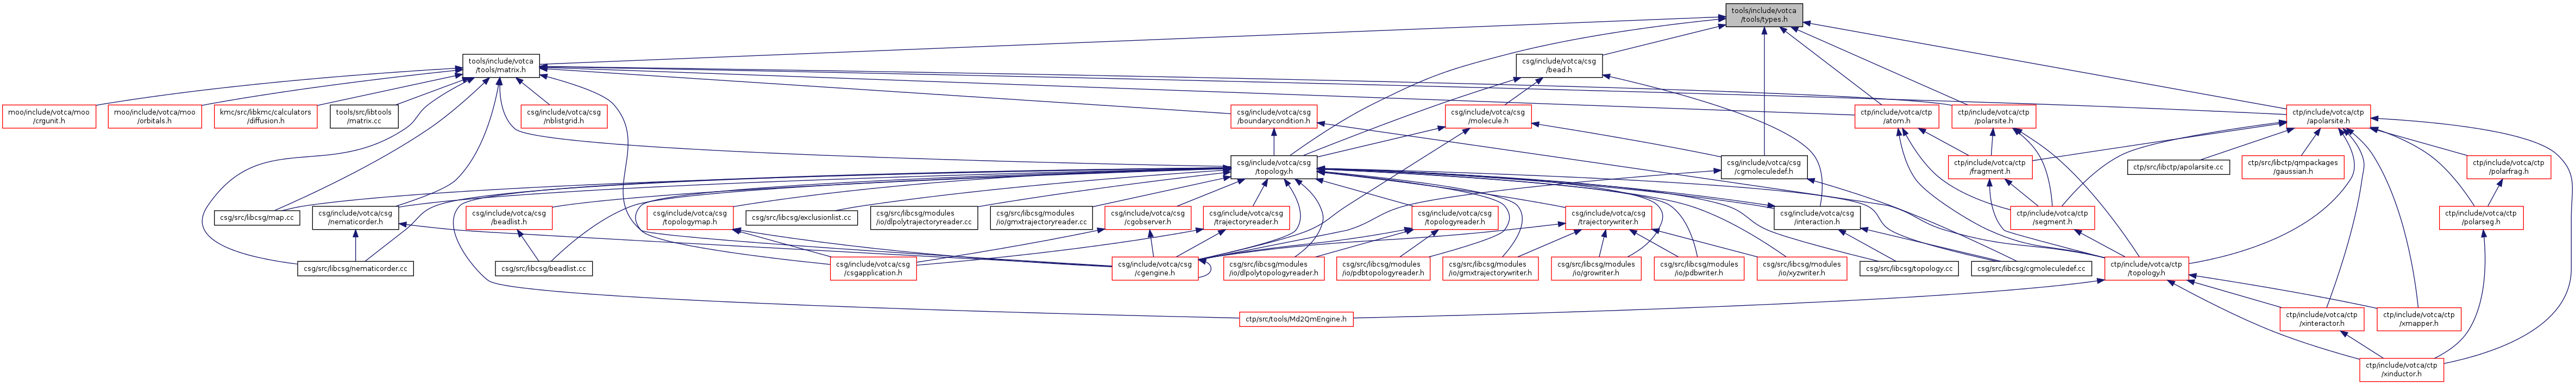 tools/include/votca
/tools/types.h
tools/include/votca
/tools/matrix.h
csg/include/votca/csg
/bead.h
moo/include/votca/moo
/crgunit.h
moo/include/votca/moo
/orbitals.h
kmc/src/libkmc/calculators
/diffusion.h
tools/src/libtools
/matrix.cc
csg/include/votca/csg
/nblistgrid.h
csg/include/votca/csg
/boundarycondition.h
csg/include/votca/csg
/molecule.h
ctp/include/votca/ctp
/atom.h
ctp/include/votca/ctp
/polarsite.h
ctp/include/votca/ctp
/apolarsite.h
csg/include/votca/csg
/topology.h
csg/include/votca/csg
/cgmoleculedef.h
ctp/include/votca/ctp
/fragment.h
ctp/src/libctp/apolarsite.cc
ctp/src/libctp/qmpackages
/gaussian.h
ctp/include/votca/ctp
/polarfrag.h
csg/src/libcsg/map.cc
csg/include/votca/csg
/nematicorder.h
csg/include/votca/csg
/beadlist.h
csg/include/votca/csg
/topologymap.h
csg/src/libcsg/exclusionlist.cc
csg/src/libcsg/modules
/io/dlpolytrajectoryreader.cc
csg/src/libcsg/modules
/io/gmxtrajectoryreader.cc
csg/include/votca/csg
/cgobserver.h
csg/include/votca/csg
/trajectoryreader.h
csg/include/votca/csg
/topologyreader.h
csg/include/votca/csg
/trajectorywriter.h
csg/include/votca/csg
/interaction.h
ctp/include/votca/ctp
/segment.h
ctp/include/votca/ctp
/polarseg.h
csg/src/libcsg/nematicorder.cc
csg/src/libcsg/beadlist.cc
csg/include/votca/csg
/csgapplication.h
csg/include/votca/csg
/cgengine.h
csg/src/libcsg/modules
/io/dlpolytopologyreader.h
csg/src/libcsg/modules
/io/pdbtopologyreader.h
csg/src/libcsg/modules
/io/gmxtrajectorywriter.h
csg/src/libcsg/modules
/io/growriter.h
csg/src/libcsg/modules
/io/pdbwriter.h
csg/src/libcsg/modules
/io/xyzwriter.h
csg/src/libcsg/topology.cc
csg/src/libcsg/cgmoleculedef.cc
ctp/include/votca/ctp
/topology.h
ctp/src/tools/Md2QmEngine.h
ctp/include/votca/ctp
/xinteractor.h
ctp/include/votca/ctp
/xmapper.h
ctp/include/votca/ctp
/xinductor.h